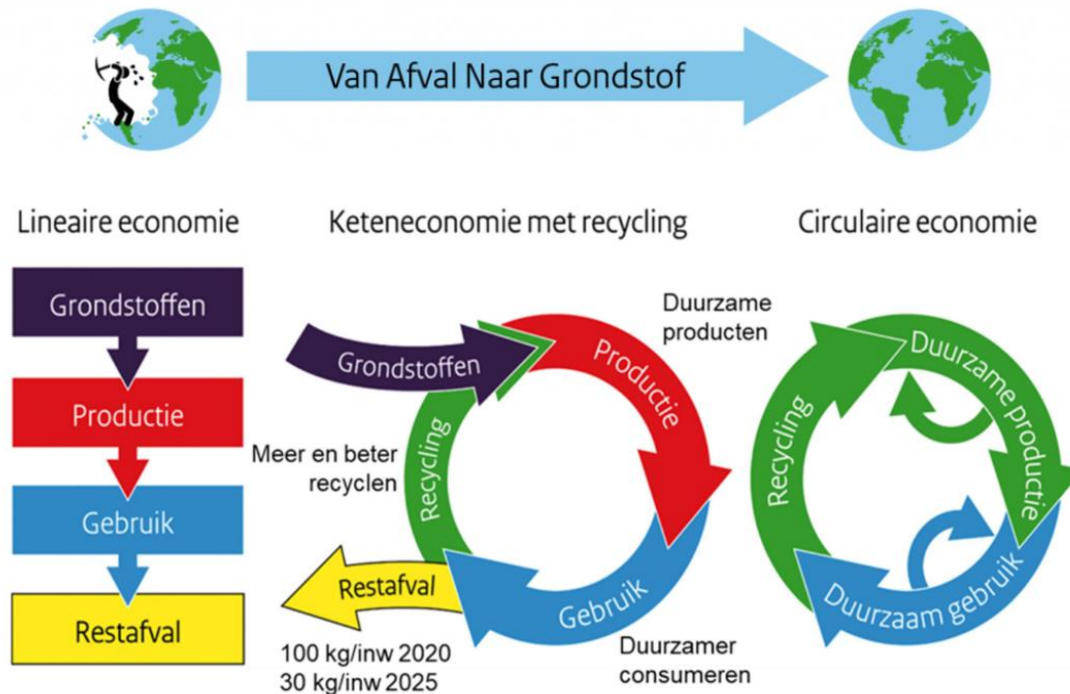 Van Afval Naar Grondstof
Lineaire economie
Grondstoffen
Productie
Gebruik
Restafval
Keteneconomie met recycling
Grondstoffen
Productie
Duurzame
producten
Recycling
Meer en beter
recyclen
Restafval
Gebruik
100 kg/inw 2020
30 kg/inw 2025
Duurzamer
consumeren
Circulaire economie
Recycling
Duurzame productie
Duurzaam gebruik